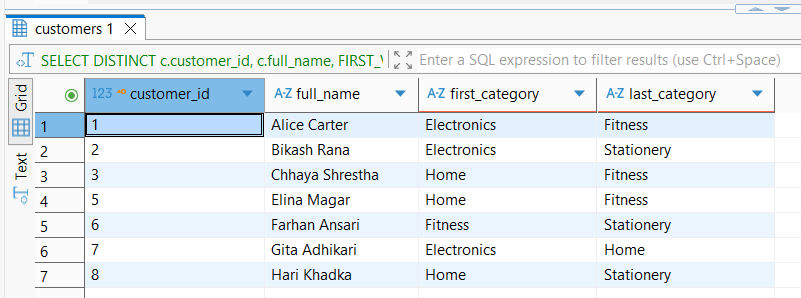 customers 1
SELECT DISTINCT c.customer_id, c.full_name, FIRST_V Enter a SQL expression to filter results (use Ctrl+Space)
Grid
Text
123 customer_id A-Z full_name A-Z first_category A-Z last_category
1 1 Alice Carter Electronics Fitness
2 2 Bikash Rana Electronics Stationery
3 3 Chhaya Shrestha Home Fitness
4 5 Elina Magar Home Fitness
5 6 Farhan Ansari Fitness Stationery
6 7 Gita Adhikari Electronics Home
7 8 Hari Khadka Home Stationery